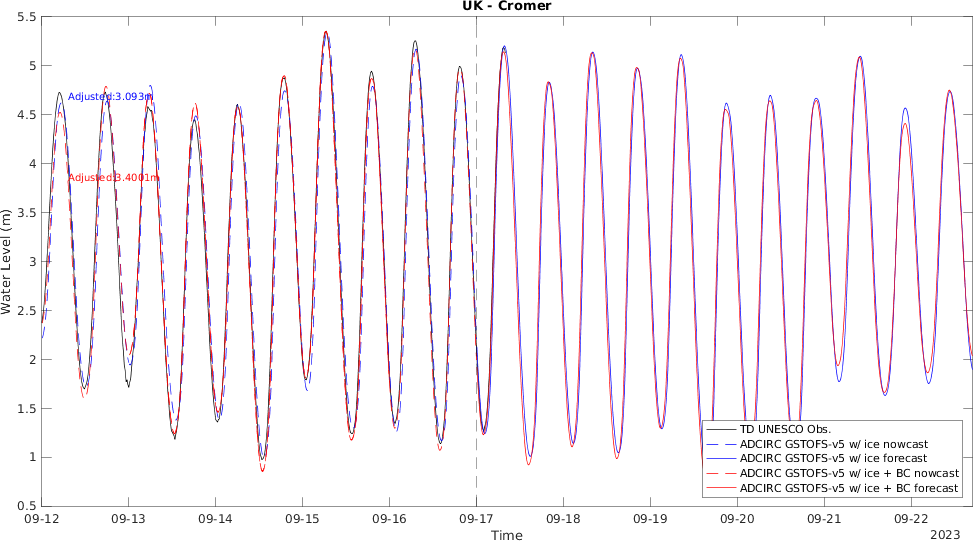 UK - Cromer
5.5
5
4.5
4
3.5
3
2.5
2
1.5
1
0.5
Water Level (m)
Adjusted:3.093m
Adjusted:3.4001m
TD UNESCO Obs.
ADCIRC GSTOFS-v5 w/ ice nowcast
ADCIRC GSTOFS-v5 w/ ice forecast
ADCIRC GSTOFS-v5 w/ ice + BC nowcast
ADCIRC GSTOFS-v5 w/ ice + BC forecast
09-12 09-13 09-14 09-15 09-16 09-17 09-18 09-19 09-20 09-21 09-22
Time
2023